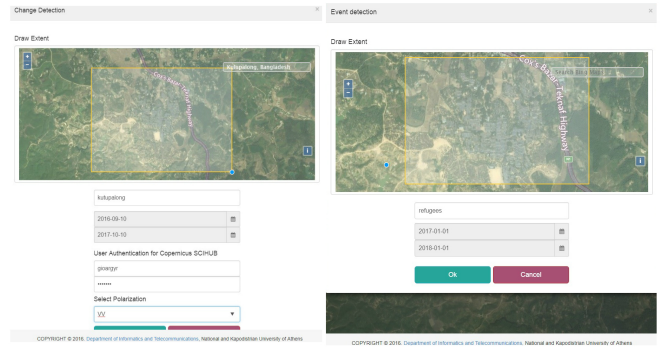 Change Detection
×
Draw Extent
+
−
Kutupalong, Bangladesh
Cox's Bazar-Teknaf Highway
i
kutupalong
2016-09-10
2017-10-10
User Authentication for Copernicus SCIHUB
gioargyr
•••••••
Select Polarization
VV
COPYRIGHT © 2016, Department of Informatics and Telecommunications, National and Kapodistrian University of Athens
Event detection
×
Draw Extent
+
−
Cox's Bazar-Teknaf Highway
i
refugees
2017-01-01
2018-01-01
Ok
Cancel
COPYRIGHT © 2016, Department of Informatics and Telecommunications, National and Kapodistrian University of Athens